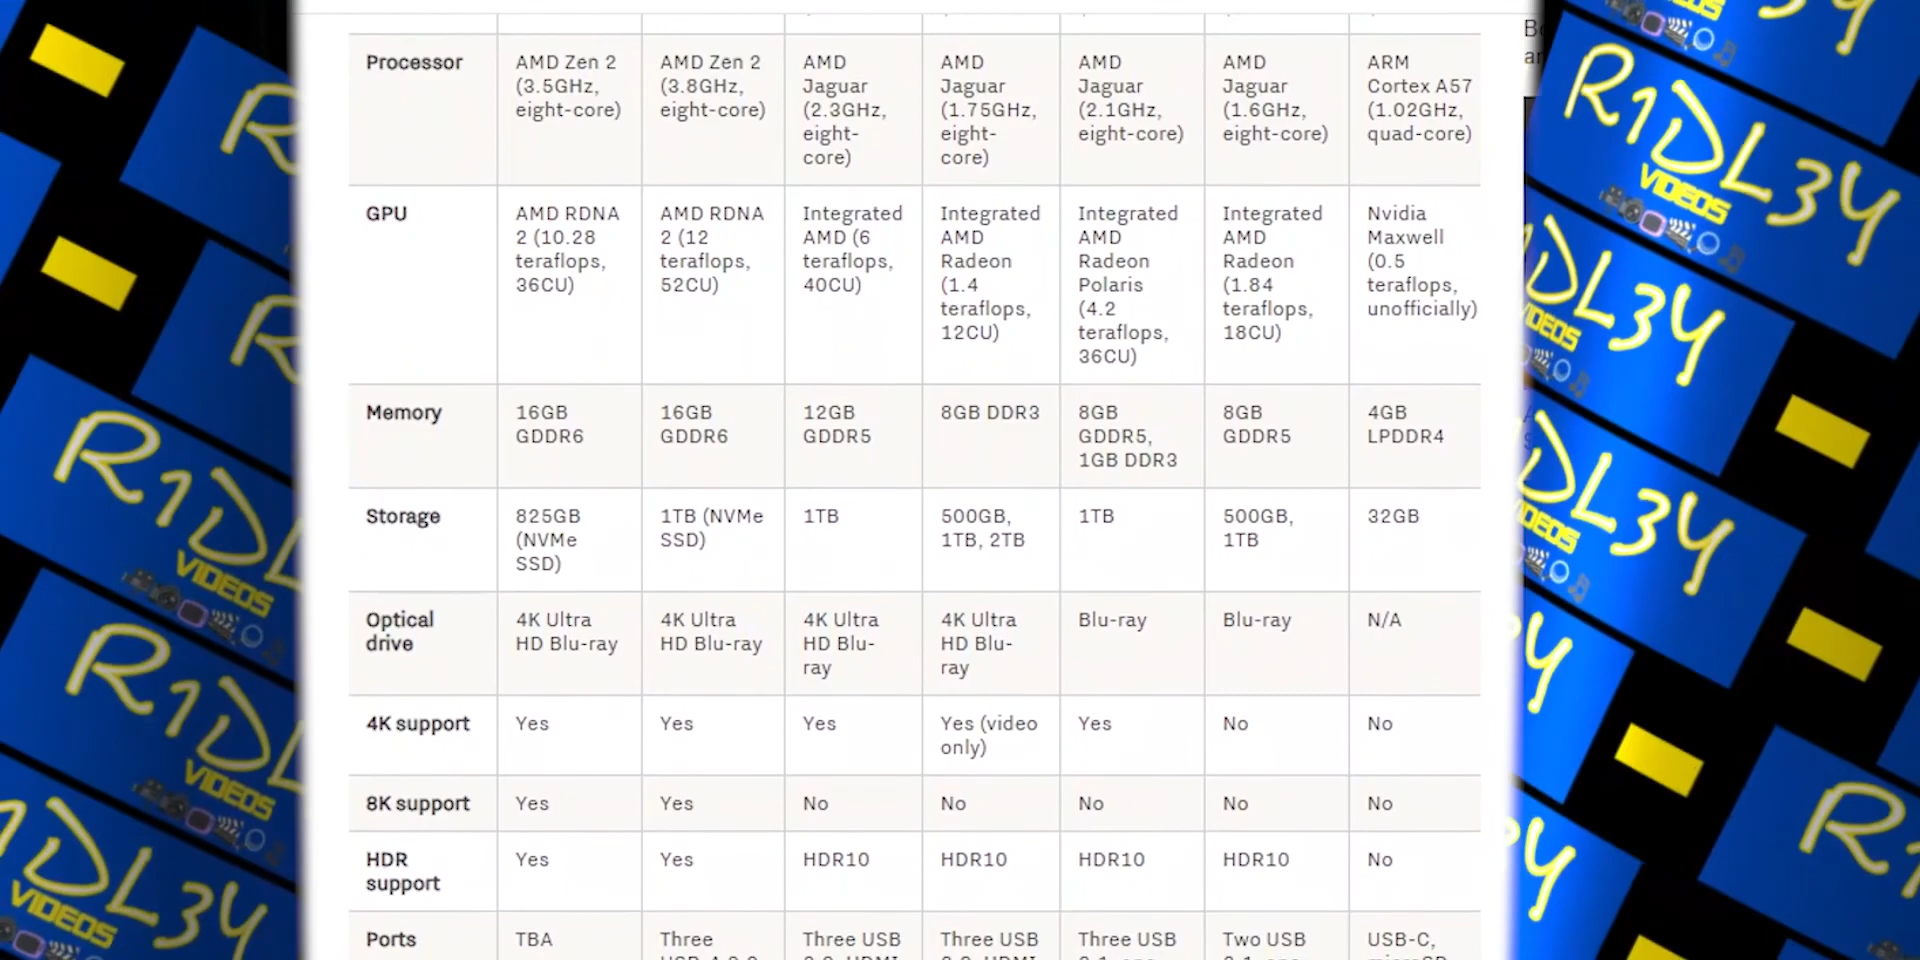 Processor
AMD Zen 2
(3.5GHz,
eight-core)
AMD Zen 2
(3.8GHz,
eight-core)
AMD
Jaguar
(2.3GHz,
eight-
core)
AMD
Jaguar
(1.75GHz,
eight-
core)
AMD
Jaguar
(2.1GHz,
eight-core)
AMD
Jaguar
(1.6GHz,
eight-core)
ARM
Cortex A57
(1.02GHz,
quad-core)
GPU
AMD RDNA
2 (10.28
teraflops,
36CU)
AMD RDNA
2 (12
teraflops,
52CU)
Integrated
AMD (6
teraflops,
40CU)
Integrated
AMD
Radeon
(1.4
teraflops,
12CU)
Integrated
AMD
Radeon
Polaris
(4.2
teraflops,
36CU)
Integrated
AMD
Radeon
(1.84
teraflops,
18CU)
Nvidia
Maxwell
(0.5
teraflops,
unofficially)
Memory
16GB
GDDR6
16GB
GDDR6
12GB
GDDR5
8GB DDR3
8GB
GDDR5,
1GB DDR3
8GB
GDDR5
4GB
LPDDR4
Storage
825GB
(NVMe
SSD)
1TB (NVMe
SSD)
1TB
500GB,
1TB, 2TB
1TB
500GB,
1TB
32GB
Optical
drive
4K Ultra
HD Blu-ray
4K Ultra
HD Blu-ray
4K Ultra
HD Blu-
ray
4K Ultra
HD Blu-
ray
Blu-ray
Blu-ray
N/A
4K support
Yes
Yes
Yes
Yes (video
only)
Yes
No
No
8K support
Yes
Yes
No
No
No
No
No
HDR
support
Yes
Yes
HDR10
HDR10
HDR10
HDR10
No
Ports
TBA
Three
Three USB
Three USB
Three USB
Two USB
USB-C,
R1DL3Y
VIDEOS